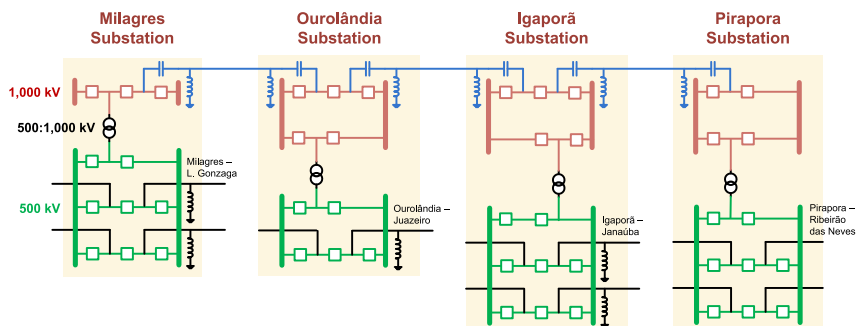 Milagres
Substation
Ourolândia
Substation
Igaporã
Substation
Pirapora
Substation
1,000 kV
500:1,000 kV
500 kV
Milagres –
L. Gonzaga
Ourolândia –
Juazeiro
Igaporã –
Janaúba
Pirapora –
Ribeirão
das Neves